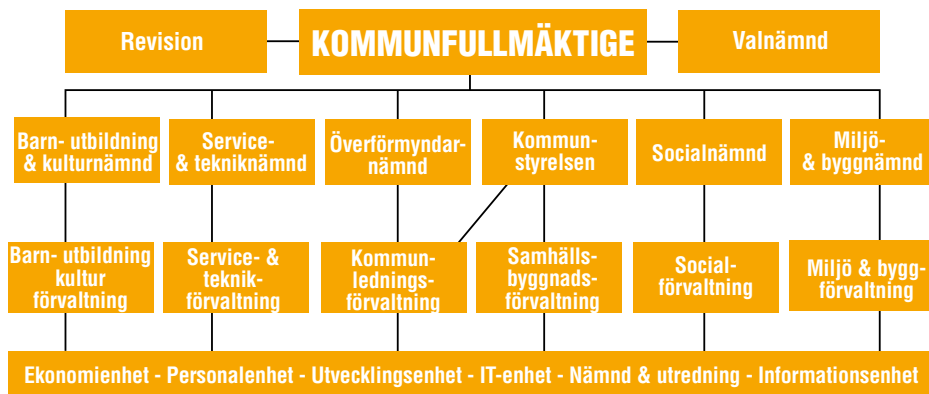 Revision
KOMMUNFULLMÄKTIGE
Valnämnd
Barn- utbildning
& kulturnämnd
Service-
& tekniknämnd
Överförmyndar-
nämnd
Kommun-
styrelsen
Socialnämnd
Miljö-
& byggnämnd
Barn- utbildning
kultur
förvaltning
Service- &
teknik-
förvaltning
Kommun-
lednings-
förvaltning
Samhälls-
byggnads-
förvaltning
Social-
förvaltning
Miljö & bygg-
förvaltning
Ekonomienhet - Personalenhet - Utvecklingsenhet - IT-enhet - Nämnd & utredning - Informationsenhet